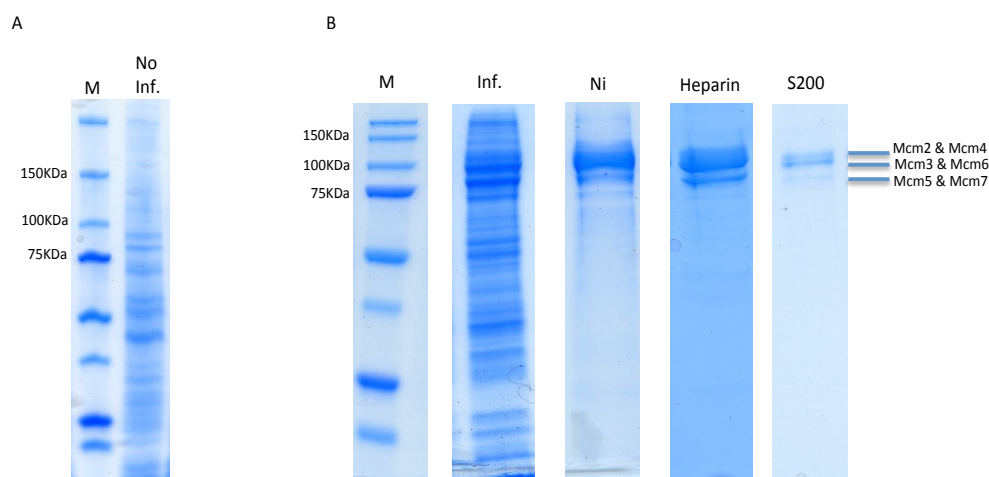 A
B
No
Inf.
M
150KDa
100KDa
75KDa
M
Inf.
Ni
Heparin
S200
150KDa
100KDa
75KDa
Mcm2 & Mcm4
Mcm3 & Mcm6
Mcm5 & Mcm7